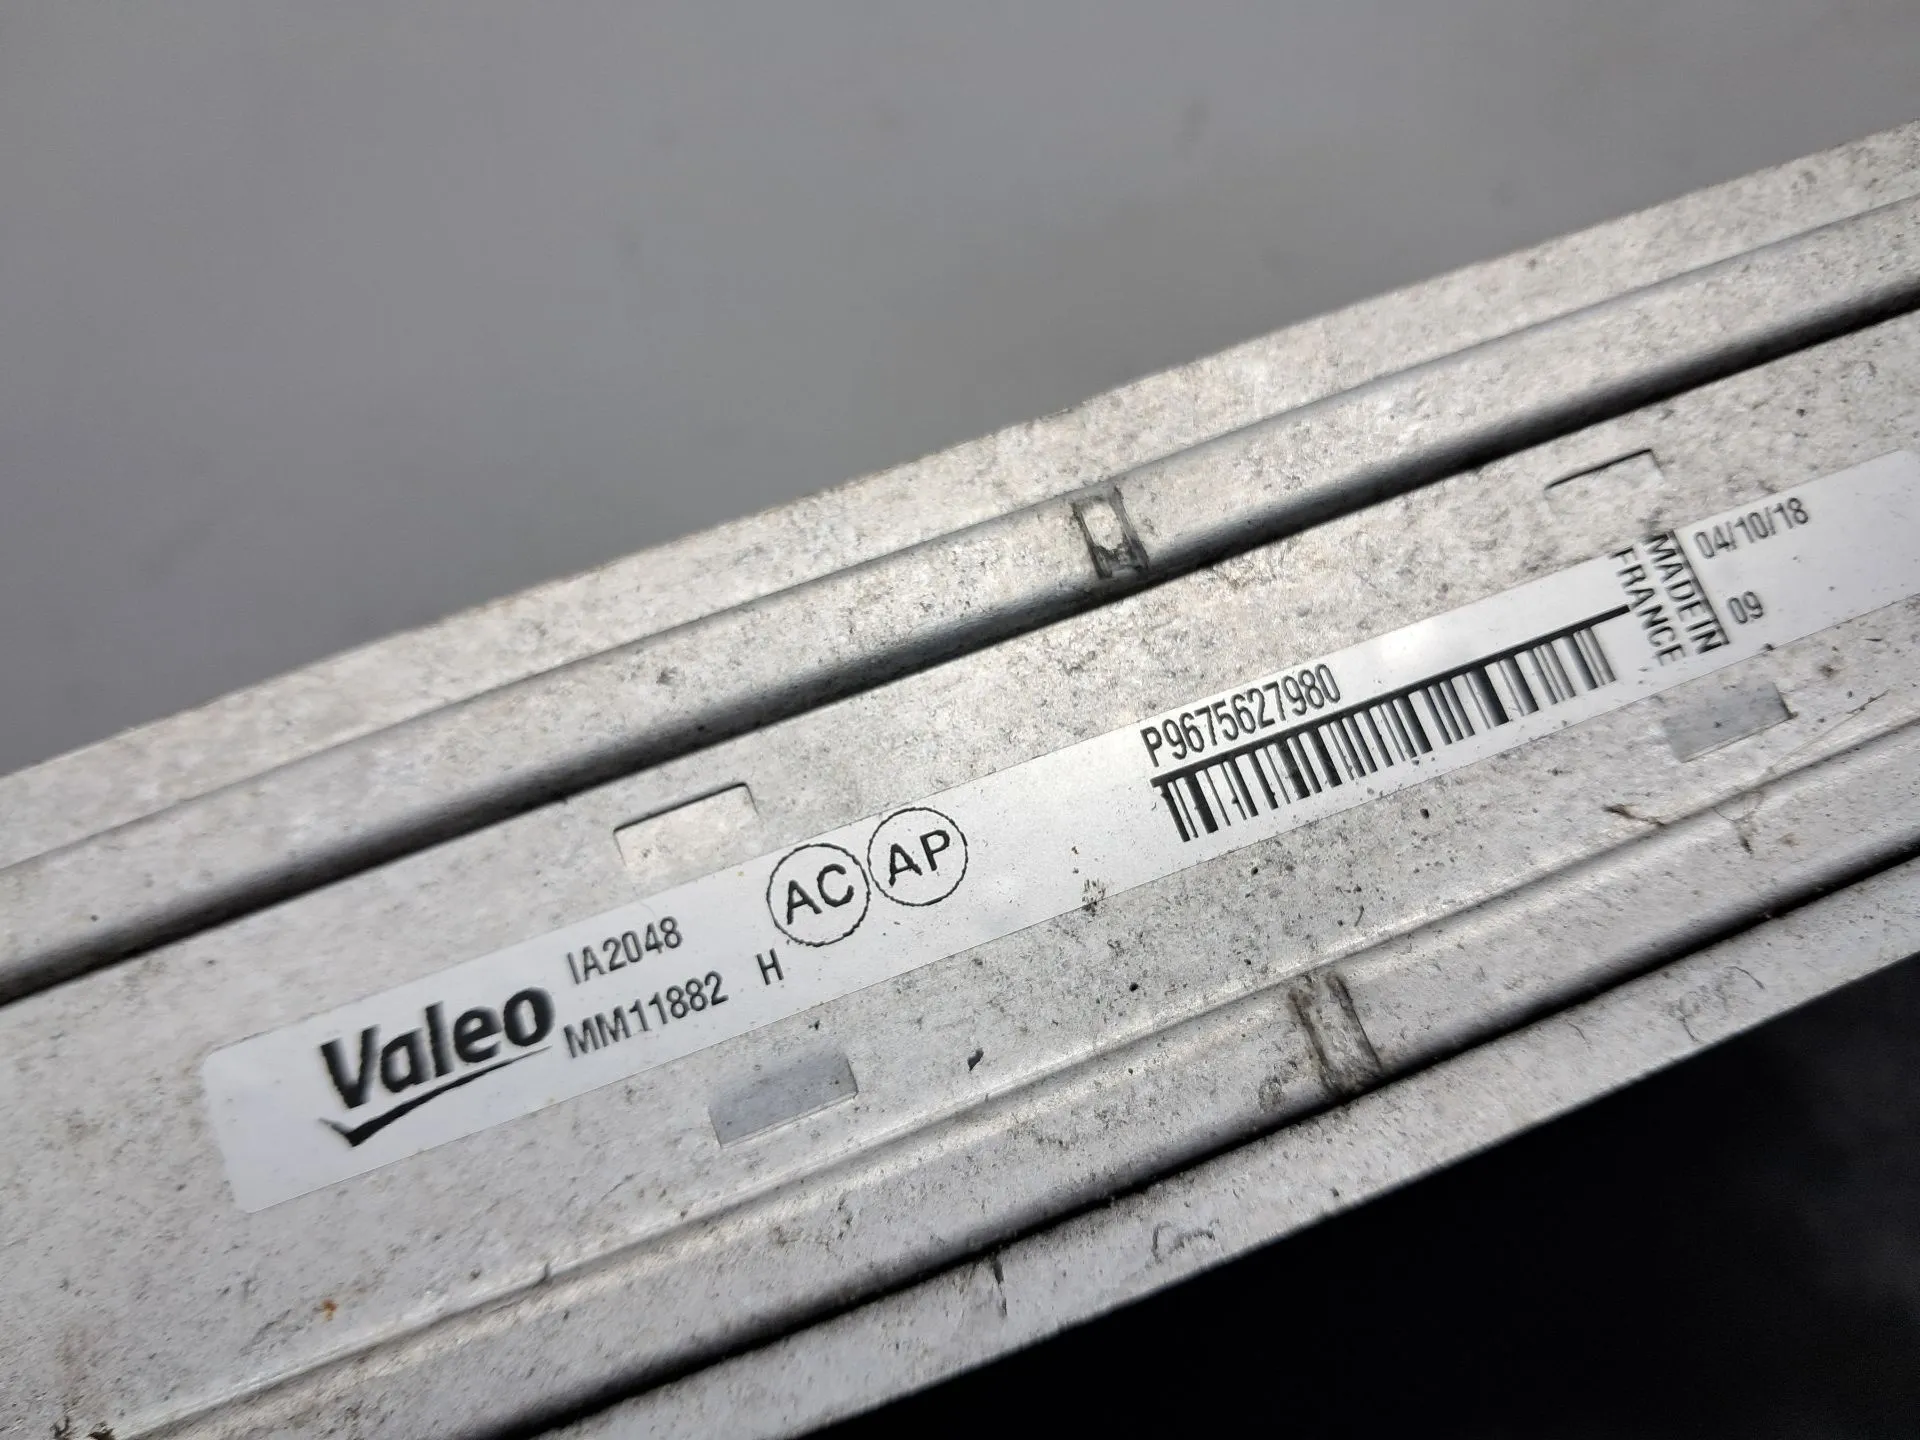 Valeo
IA2048
MM11882 H
AC AP
P9675627980
MADE IN
FRANCE
04/10/18
09